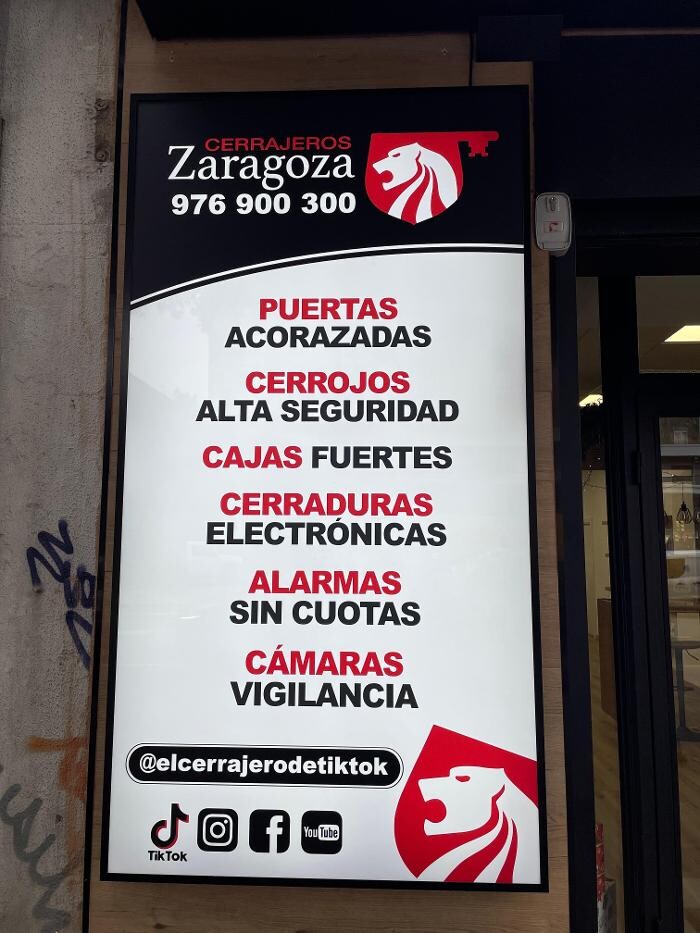 CERRAJEROS
Zaragoza
976 900 300
PUERTAS
ACORAZADAS
CERROJOS
ALTA SEGURIDAD
CAJAS FUERTES
CERRADURAS
ELECTRÓNICAS
ALARMAS
SIN CUOTAS
CÁMARAS
VIGILANCIA
@elcerrajerodetiktok
TikTok
YouTube